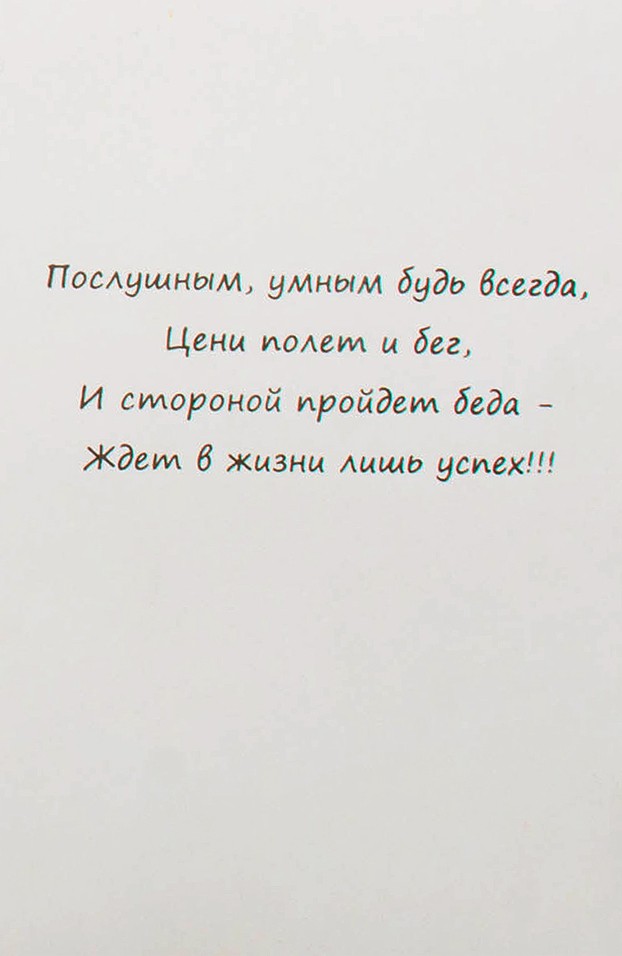 Послушным, умным будь всегда,
Цени полет и бег,
И стороной пройдет беда –
Ждет в жизни лишь успех!!!